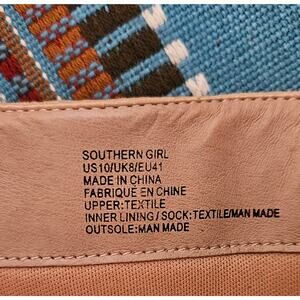 SOUTHERN GIRL
US10/UK8/EU41
MADE IN CHINA
FABRIQUÉ EN CHINE
UPPER:TEXTILE
INNER LINING / SOCK:TEXTILE/MAN MADE
OUTSOLE:MAN MADE